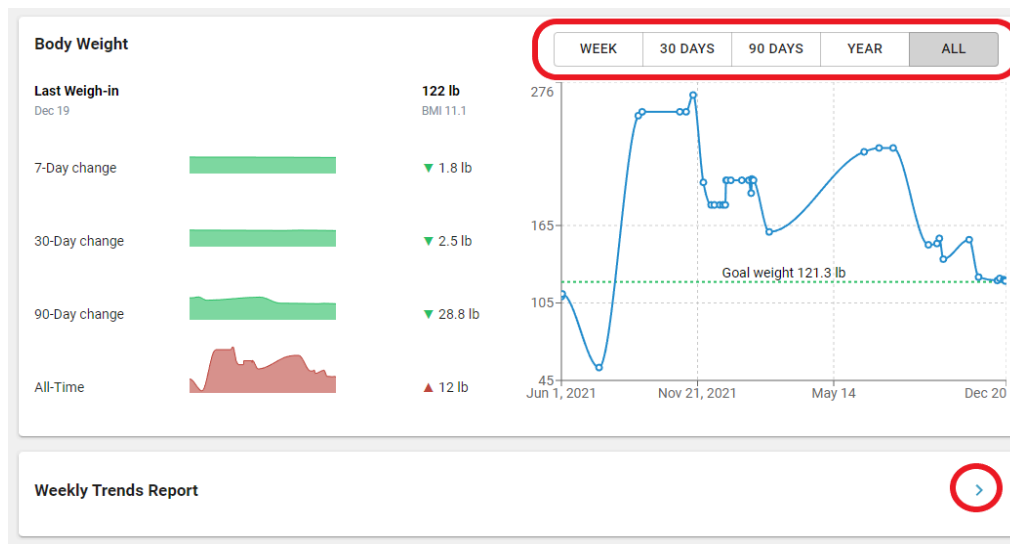 Body Weight
WEEK 30 DAYS 90 DAYS YEAR ALL
Last Weigh-in 122 lb
Dec 19 BMI 11.1
7-Day change ▼ 1.8 lb
30-Day change ▼ 2.5 lb
90-Day change ▼ 28.8 lb
All-Time ▲ 12 lb
276
165
Goal weight 121.3 lb
105
45
Jun 1, 2021 Nov 21, 2021 May 14 Dec 20
Weekly Trends Report